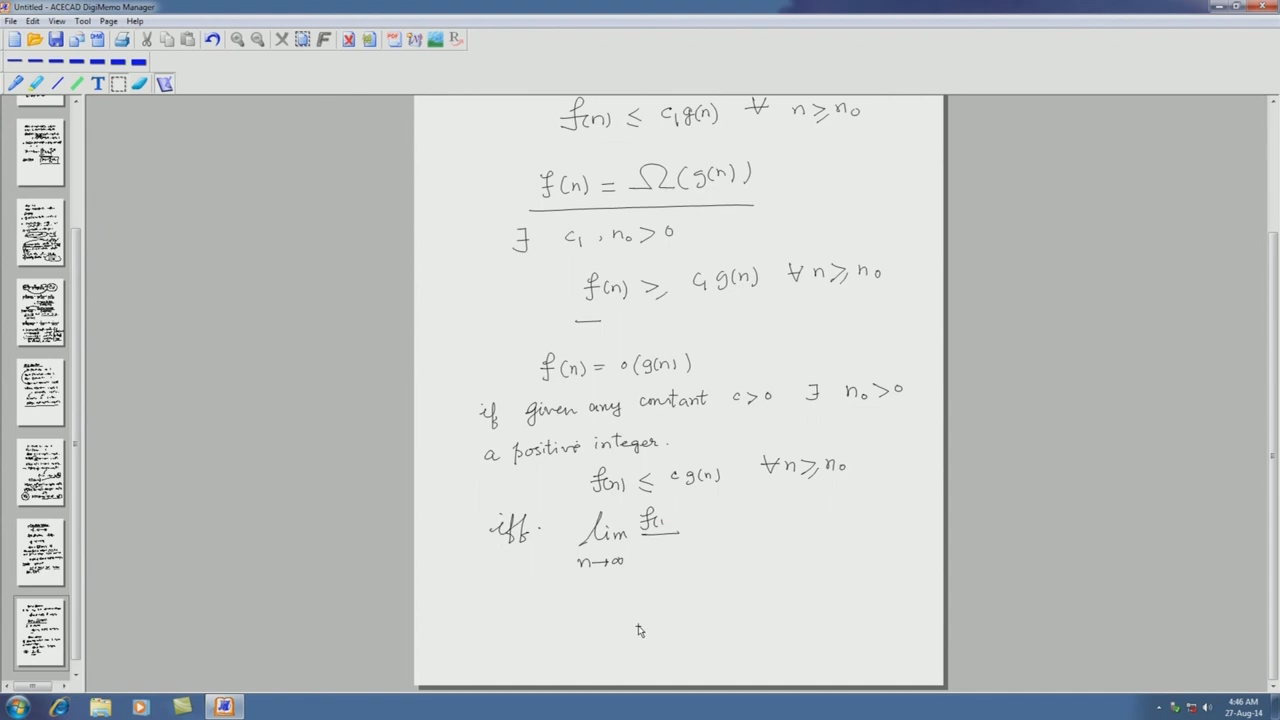 Untitled - ACECAD DigiMemo Manager
File Edit View Tool Page Help
f(n) ≤ c₁g(n) ∀ n ≥ n₀
f(n) = Ω(g(n))
∃ c₁, n₀ > 0
f(n) ≥ c₁ g(n) ∀ n ≥ n₀
f(n) = o(g(n))
if given any constant c > 0 ∃ n₀ > 0
a positive integer.
f(n) ≤ c g(n) ∀ n ≥ n₀
iff. lim f(
n→∞
4:46 AM
27-Aug-14